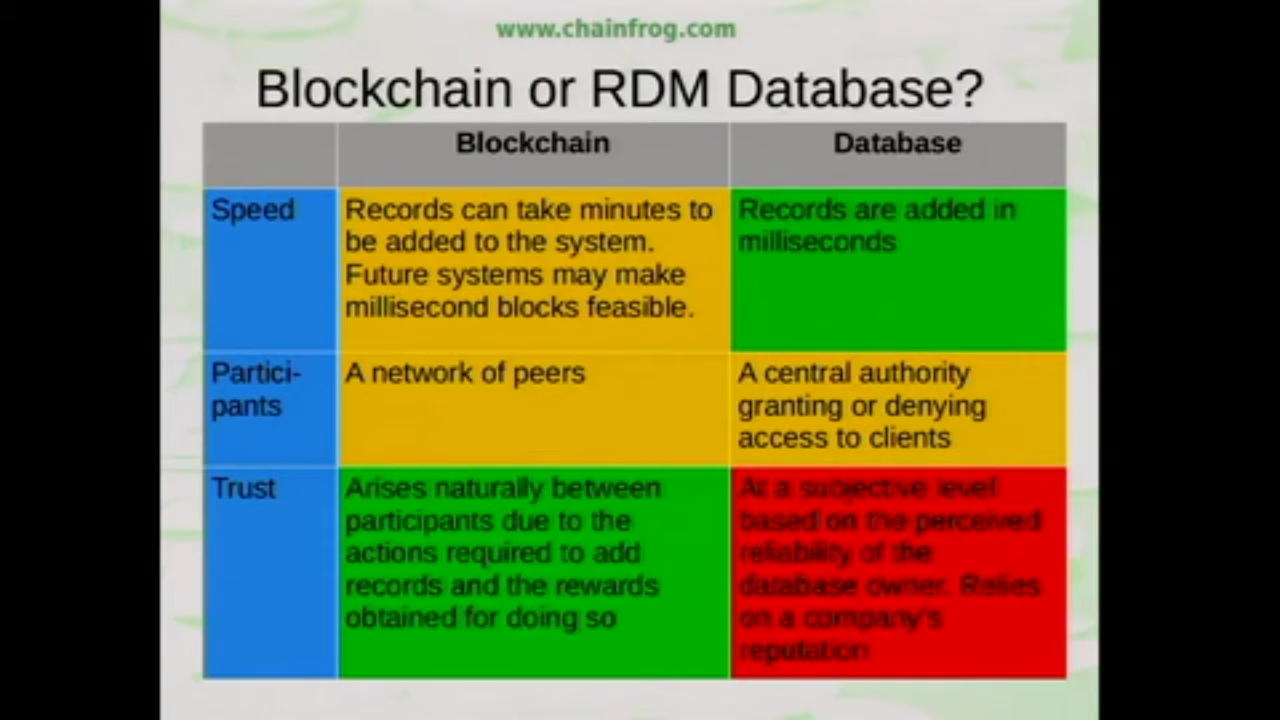 www.chainfrog.com
Blockchain or RDM Database?
Blockchain
Database
Speed
Records can take minutes to
be added to the system.
Future systems may make
millisecond blocks feasible.
Records are added in
milliseconds
Partici-
pants
A network of peers
A central authority
granting or denying
access to clients
Trust
Arises naturally between
participants due to the
actions required to add
records and the rewards
obtained for doing so
At a subjective level
based on the perceived
reliability of the
database owner. Relies
on a company's
reputation